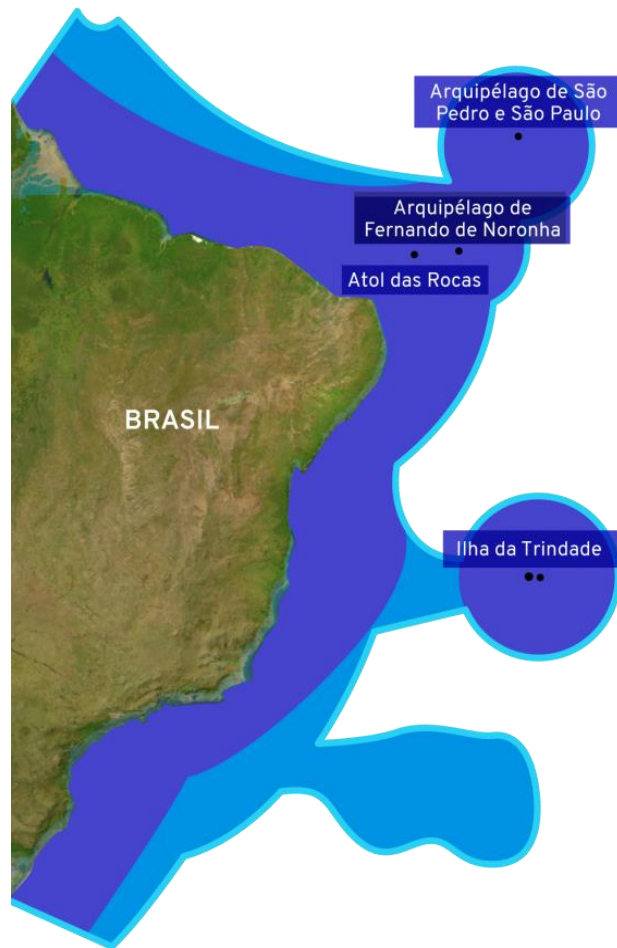 Arquipélago de São
Pedro e São Paulo
Arquipélago de
Fernando de Noronha
Atol das Rocas
BRASIL
Ilha da Trindade